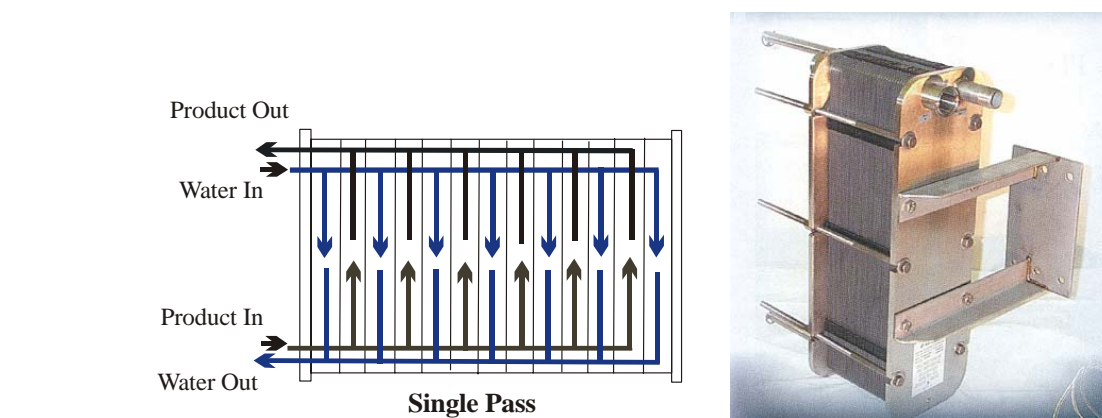 Product Out
Water In
Product In
Water Out
Single Pass